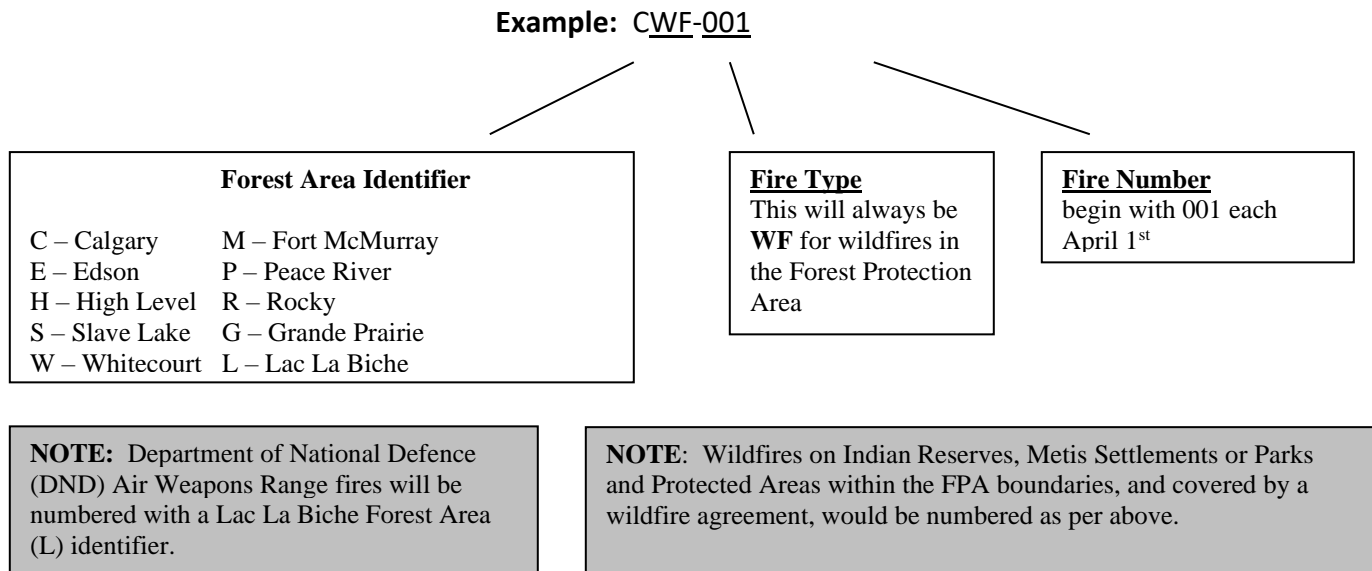 Example: CWF-001
Forest Area Identifier
C – Calgary M – Fort McMurray
E – Edson P – Peace River
H – High Level R – Rocky
S – Slave Lake G – Grande Prairie
W – Whitecourt L – Lac La Biche
Fire Type
This will always be
WF for wildfires in
the Forest Protection
Area
Fire Number
begin with 001 each
April 1st
NOTE: Department of National Defence
(DND) Air Weapons Range fires will be
numbered with a Lac La Biche Forest Area
(L) identifier.
NOTE: Wildfires on Indian Reserves, Metis Settlements or Parks
and Protected Areas within the FPA boundaries, and covered by a
wildfire agreement, would be numbered as per above.